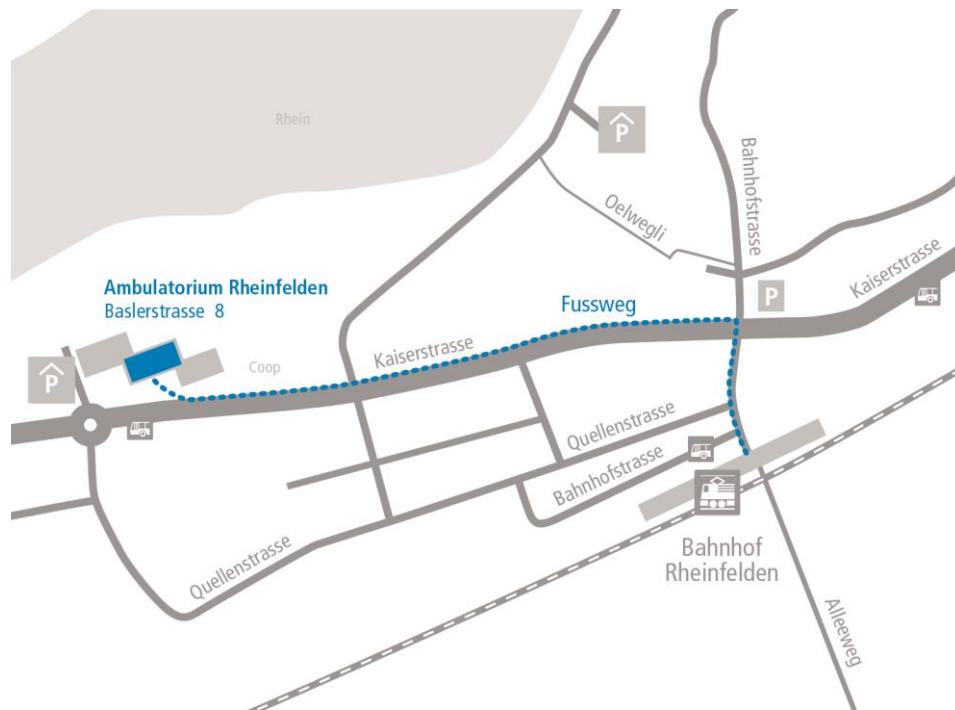 Rhein
P
Bahnhofstrasse
Oelwegli
Kaiserstrasse
Ambulatorium Rheinfelden
Baslerstrasse 8
P
Fussweg
Kaiserstrasse
Coop
P
Quellenstrasse
Bahnhofstrasse
Quellenstrasse
Bahnhof
Rheinfelden
Alleeweg